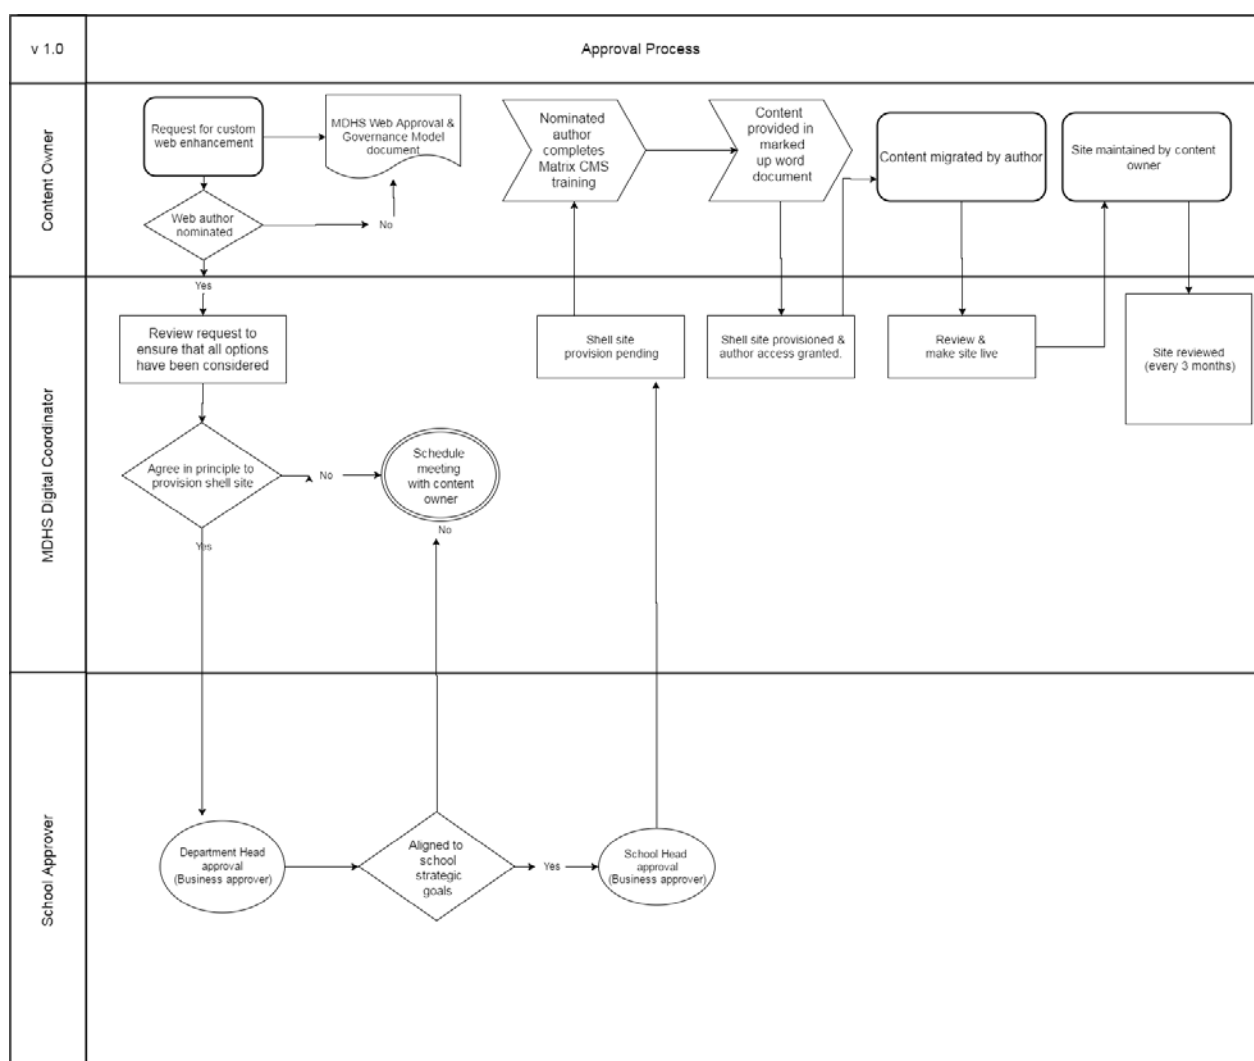 v 1.0
Approval Process
Content Owner
Request for custom
web enhancement
MDHS Web Approval &
Governance Model
document
Web author
nominated
No
Nominated
author
completes
Matrix CMS
training
Content
provided in
marked
up word
document
Content migrated by author
Site maintained by content
owner
MDHS Digital Coordinator
Yes
Review request to
ensure that all options
have been considered
Shell site
provision pending
Shell site provisioned &
author access granted.
Review &
make site live
Site reviewed
(every 3 months)
Agree in principle to
provision shell site
No
Schedule
meeting
with content
owner
No
Yes
School Approver
Department Head
approval
(Business approver)
Aligned to
school
strategic
goals
Yes
School Head
approval
(Business approver)